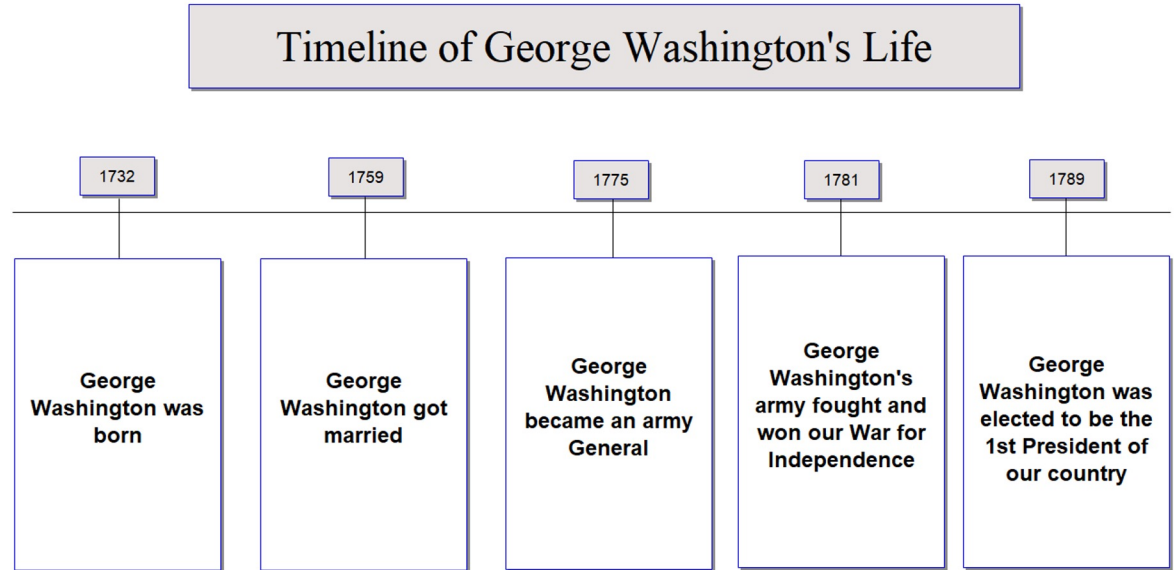 Timeline of George Washington's Life
1732
1759
1775
1781
1789
George
Washington was
born
George
Washington got
married
George
Washington
became an army
General
George
Washington's
army fought and
won our War for
Independence
George
Washington was
elected to be the
1st President of
our country